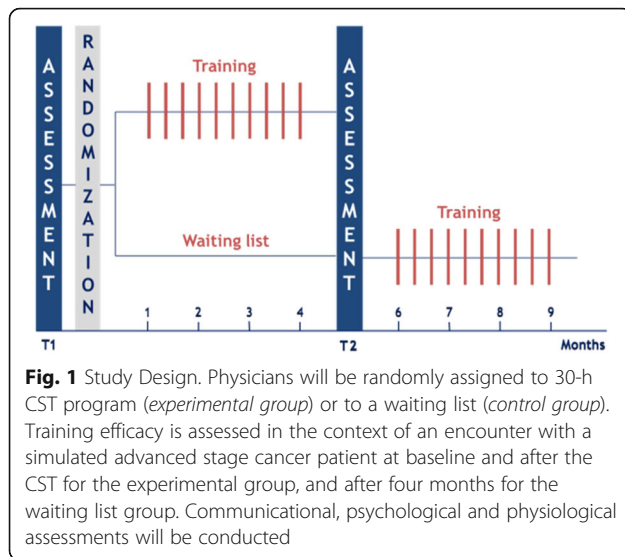 ASSESSMENT
RANDOMIZATION
Training
ASSESSMENT
Waiting list
Training
1 2 3 4 6 7 8 9
T1 T2 Months
Fig. 1 Study Design. Physicians will be randomly assigned to 30-h
CST program (experimental group) or to a waiting list (control group).
Training efficacy is assessed in the context of an encounter with a
simulated advanced stage cancer patient at baseline and after the
CST for the experimental group, and after four months for the
waiting list group. Communicational, psychological and physiological
assessments will be conducted